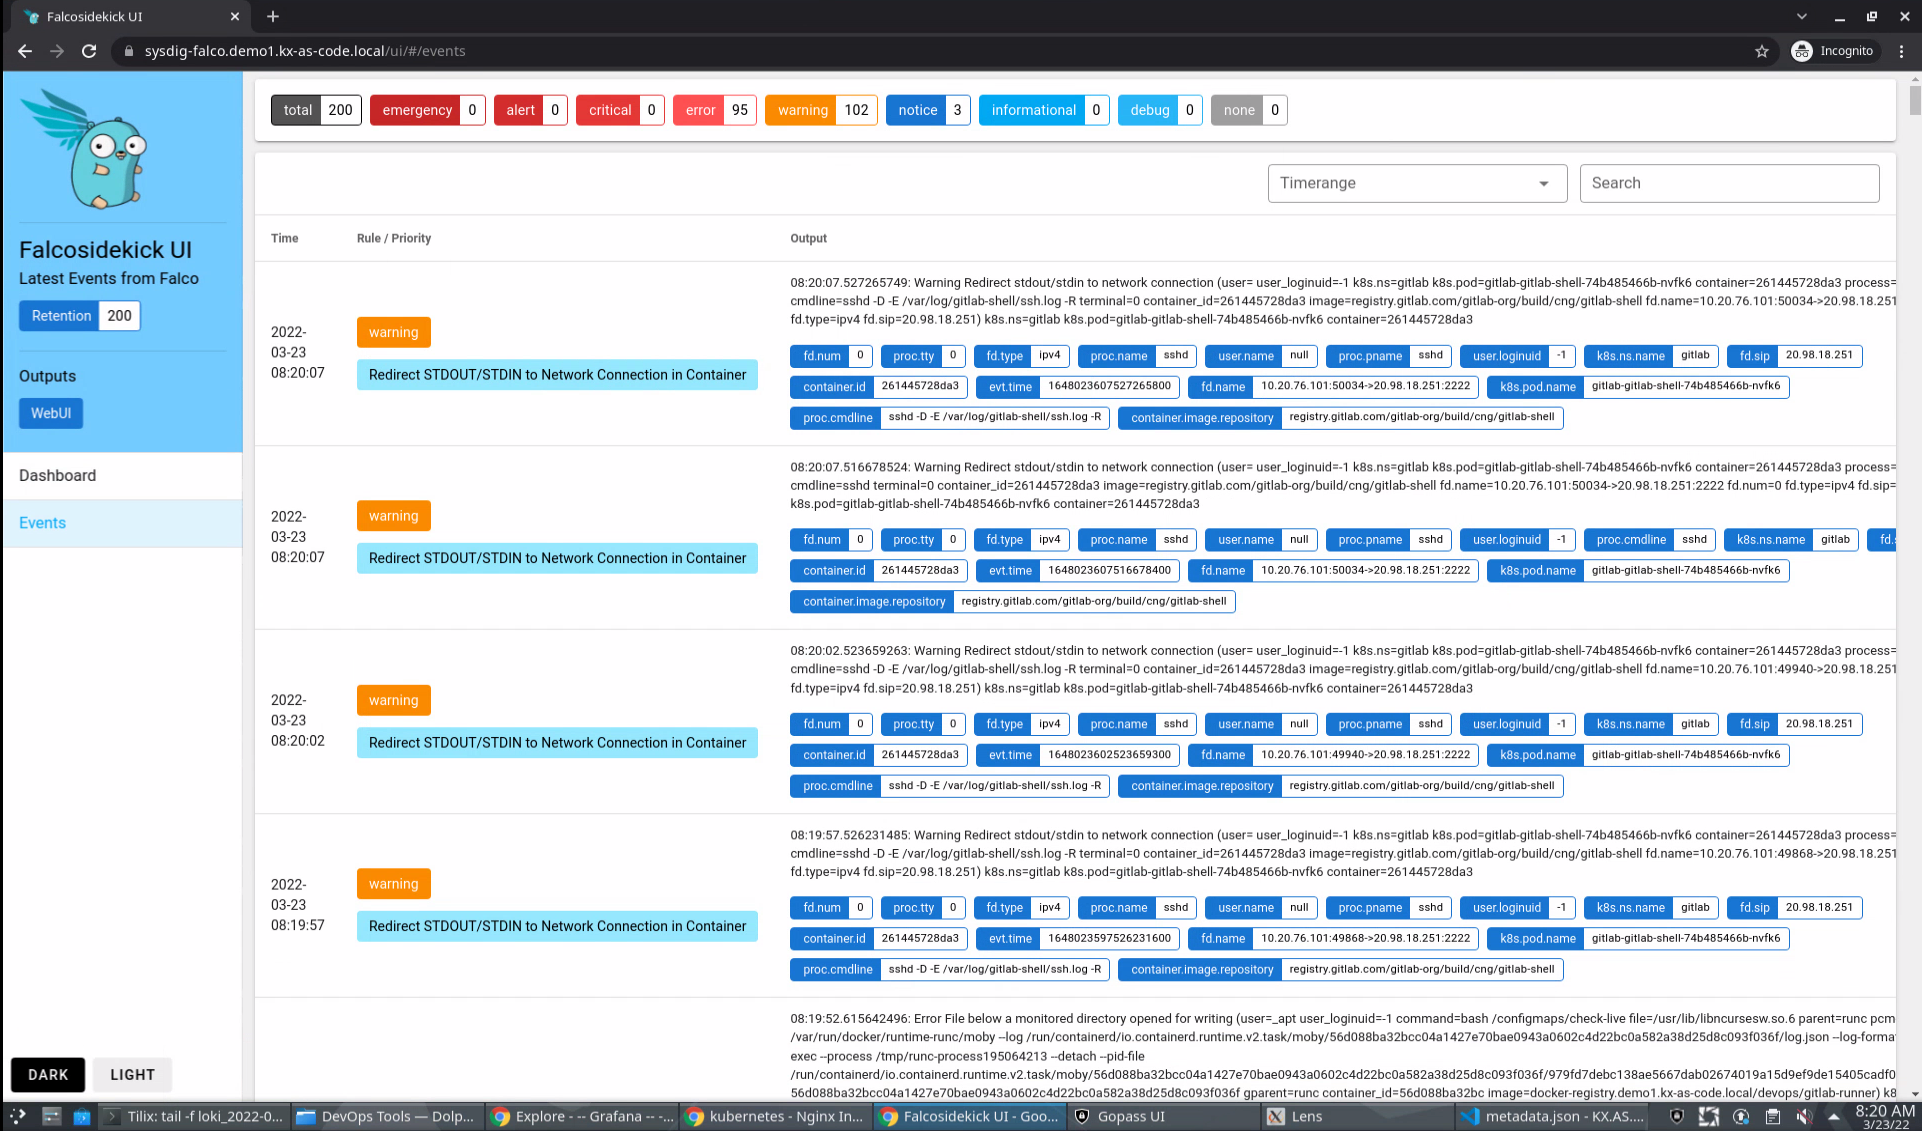 Falcosidekick UI
sysdig-falco.demo1.kx-as-code.local/ui/#/events
Incognito
total 200 emergency 0 alert 0 critical 0 error 95 warning 102 notice 3 informational 0 debug 0 none 0
Falcosidekick UI
Latest Events from Falco
Retention 200
Outputs
WebUI
Dashboard
Events
DARK LIGHT
Timerange
Search
Time Rule / Priority Output
2022-
03-23
08:20:07
warning
Redirect STDOUT/STDIN to Network Connection in Container
08:20:07.527265749: Warning Redirect stdout/stdin to network connection (user= user_loginuid=-1 k8s.ns=gitlab k8s.pod=gitlab-gitlab-shell-74b485466b-nvfk6 container=261445728da3 process=
cmdline=sshd -D -E /var/log/gitlab-shell/ssh.log -R terminal=0 container_id=261445728da3 image=registry.gitlab.com/gitlab-org/build/cng/gitlab-shell fd.name=10.20.76.101:50034->20.98.18.251
fd.type=ipv4 fd.sip=20.98.18.251) k8s.ns=gitlab k8s.pod=gitlab-gitlab-shell-74b485466b-nvfk6 container=261445728da3
fd.num 0 proc.tty 0 fd.type ipv4 proc.name sshd user.name null proc.pname sshd user.loginuid -1 k8s.ns.name gitlab fd.sip 20.98.18.251
container.id 261445728da3 evt.time 1648023607527265800 fd.name 10.20.76.101:50034->20.98.18.251:2222 k8s.pod.name gitlab-gitlab-shell-74b485466b-nvfk6
proc.cmdline sshd -D -E /var/log/gitlab-shell/ssh.log -R container.image.repository registry.gitlab.com/gitlab-org/build/cng/gitlab-shell
2022-
03-23
08:20:07
warning
Redirect STDOUT/STDIN to Network Connection in Container
08:20:07.516678524: Warning Redirect stdout/stdin to network connection (user= user_loginuid=-1 k8s.ns=gitlab k8s.pod=gitlab-gitlab-shell-74b485466b-nvfk6 container=261445728da3 process=
cmdline=sshd terminal=0 container_id=261445728da3 image=registry.gitlab.com/gitlab-org/build/cng/gitlab-shell fd.name=10.20.76.101:50034->20.98.18.251:2222 fd.num=0 fd.type=ipv4 fd.sip=
k8s.pod=gitlab-gitlab-shell-74b485466b-nvfk6 container=261445728da3
fd.num 0 proc.tty 0 fd.type ipv4 proc.name sshd user.name null proc.pname sshd user.loginuid -1 proc.cmdline sshd k8s.ns.name gitlab fd.s
container.id 261445728da3 evt.time 1648023607516678400 fd.name 10.20.76.101:50034->20.98.18.251:2222 k8s.pod.name gitlab-gitlab-shell-74b485466b-nvfk6
container.image.repository registry.gitlab.com/gitlab-org/build/cng/gitlab-shell
2022-
03-23
08:20:02
warning
Redirect STDOUT/STDIN to Network Connection in Container
08:20:02.523659263: Warning Redirect stdout/stdin to network connection (user= user_loginuid=-1 k8s.ns=gitlab k8s.pod=gitlab-gitlab-shell-74b485466b-nvfk6 container=261445728da3 process=
cmdline=sshd -D -E /var/log/gitlab-shell/ssh.log -R terminal=0 container_id=261445728da3 image=registry.gitlab.com/gitlab-org/build/cng/gitlab-shell fd.name=10.20.76.101:49940->20.98.18.251
fd.type=ipv4 fd.sip=20.98.18.251) k8s.ns=gitlab k8s.pod=gitlab-gitlab-shell-74b485466b-nvfk6 container=261445728da3
fd.num 0 proc.tty 0 fd.type ipv4 proc.name sshd user.name null proc.pname sshd user.loginuid -1 k8s.ns.name gitlab fd.sip 20.98.18.251
container.id 261445728da3 evt.time 1648023602523659300 fd.name 10.20.76.101:49940->20.98.18.251:2222 k8s.pod.name gitlab-gitlab-shell-74b485466b-nvfk6
proc.cmdline sshd -D -E /var/log/gitlab-shell/ssh.log -R container.image.repository registry.gitlab.com/gitlab-org/build/cng/gitlab-shell
2022-
03-23
08:19:57
warning
Redirect STDOUT/STDIN to Network Connection in Container
08:19:57.526231485: Warning Redirect stdout/stdin to network connection (user= user_loginuid=-1 k8s.ns=gitlab k8s.pod=gitlab-gitlab-shell-74b485466b-nvfk6 container=261445728da3 process=
cmdline=sshd -D -E /var/log/gitlab-shell/ssh.log -R terminal=0 container_id=261445728da3 image=registry.gitlab.com/gitlab-org/build/cng/gitlab-shell fd.name=10.20.76.101:49868->20.98.18.251
fd.type=ipv4 fd.sip=20.98.18.251) k8s.ns=gitlab k8s.pod=gitlab-gitlab-shell-74b485466b-nvfk6 container=261445728da3
fd.num 0 proc.tty 0 fd.type ipv4 proc.name sshd user.name null proc.pname sshd user.loginuid -1 k8s.ns.name gitlab fd.sip 20.98.18.251
container.id 261445728da3 evt.time 1648023597526231600 fd.name 10.20.76.101:49868->20.98.18.251:2222 k8s.pod.name gitlab-gitlab-shell-74b485466b-nvfk6
proc.cmdline sshd -D -E /var/log/gitlab-shell/ssh.log -R container.image.repository registry.gitlab.com/gitlab-org/build/cng/gitlab-shell
08:19:52.615642496: Error File below a monitored directory opened for writing (user=_apt user_loginuid=-1 command=bash /configmaps/check-live file=/usr/lib/libncursesw.so.6 parent=runc pcm
/var/run/docker/runtime-runc/moby --log /run/containerd/io.containerd.runtime.v2.task/moby/56d088ba32bcc04a1427e70bae0943a0602c4d22bc0a582a38d25d8c093f036f/log.json --log-forma
exec --process /tmp/runc-process195064213 --detach --pid-file
/run/containerd/io.containerd.runtime.v2.task/moby/56d088ba32bcc04a1427e70bae0943a0602c4d22bc0a582a38d25d8c093f036f/979fd7debc138ae5667dab02674019a15d9ef9de15405cadf0
56d088ba32bcc04a1427e70bae0943a0602c4d22bc0a582a38d25d8c093f036f gparent=runc container_id=56d088ba32bc image=docker-registry.demo1.kx-as-code.local/devops/gitlab-runner) k8
Tilix: tail -f loki_2022-0... DevOps Tools — Dolp... Explore - -- Grafana -- -... kubernetes - Nginx In... Falcosidekick UI - Goo... Gopass UI Lens metadata.json - KX.AS....
8:20 AM
3/23/22